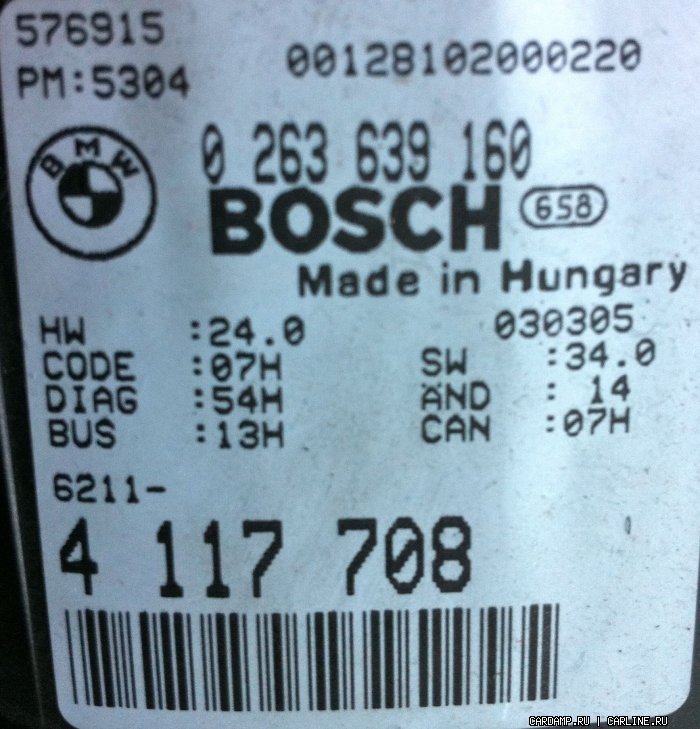 576915
00128102000220
PM:5304
BMW
0 263 639 160
BOSCH 658
Made in Hungary
HW :24.0 030305
CODE :07H SW :34.0
DIAG :54H AND : 14
BUS :13H CAN :07H
6211-
4 117 708
CARDAMP.RU | CARLINE.RU